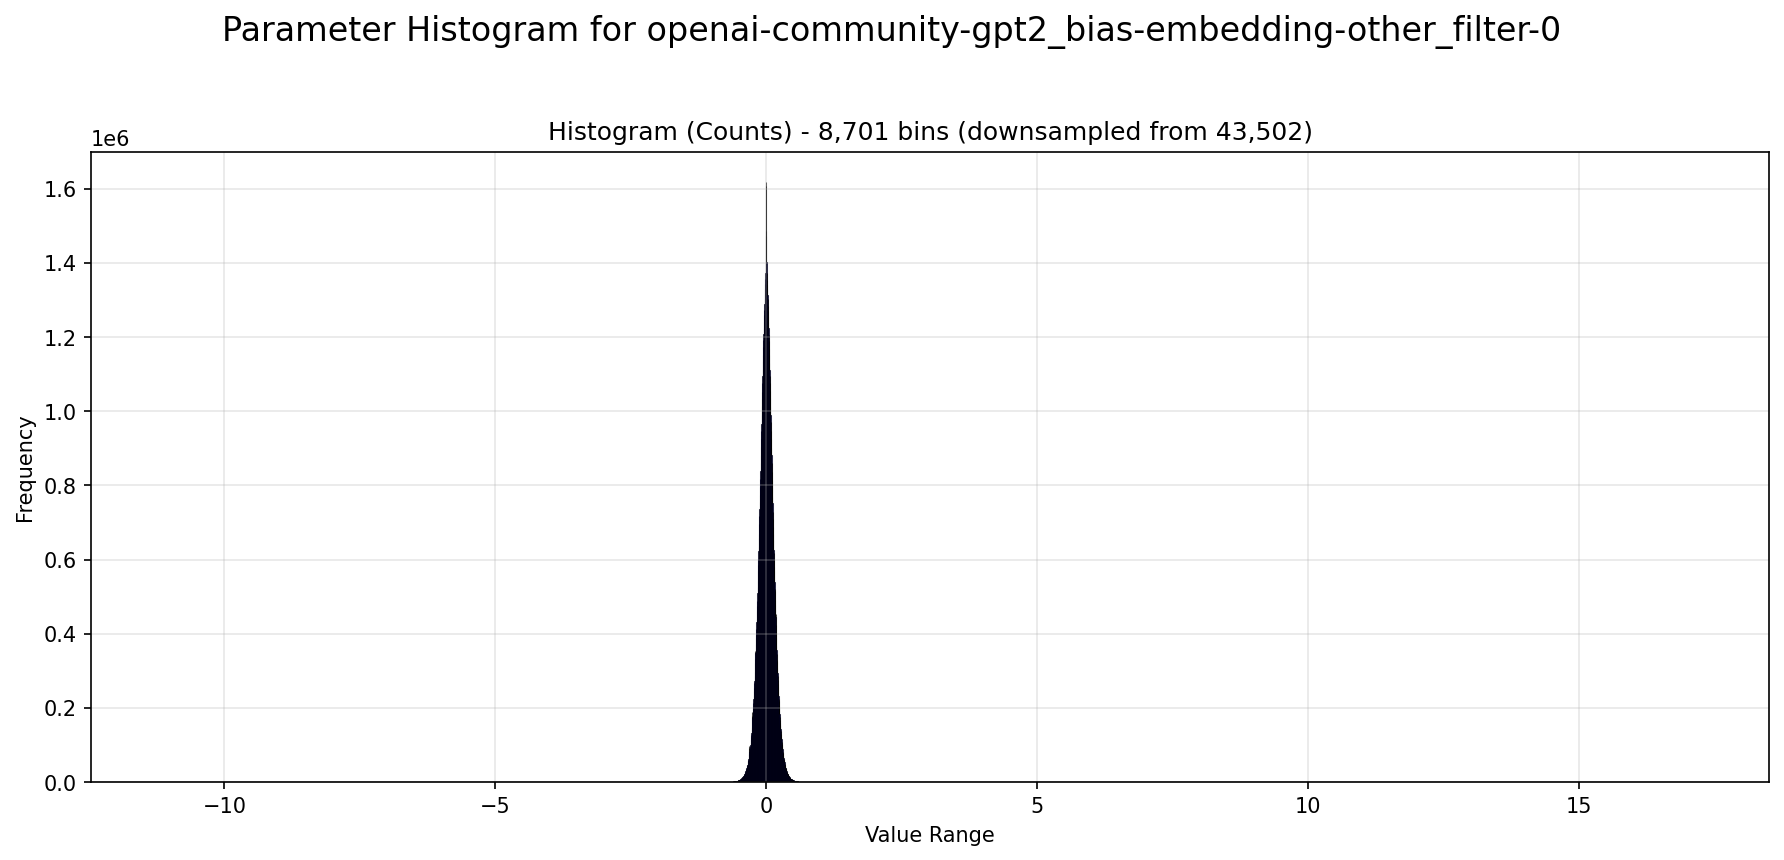 Parameter Histogram for openai-community-gpt2_bias-embedding-other_filter-0
Histogram (Counts) - 8,701 bins (downsampled from 43,502)
1e6
1.6
1.4
1.2
1.0
0.8
0.6
0.4
0.2
0.0
Frequency
−10 −5 0 5 10 15
Value Range